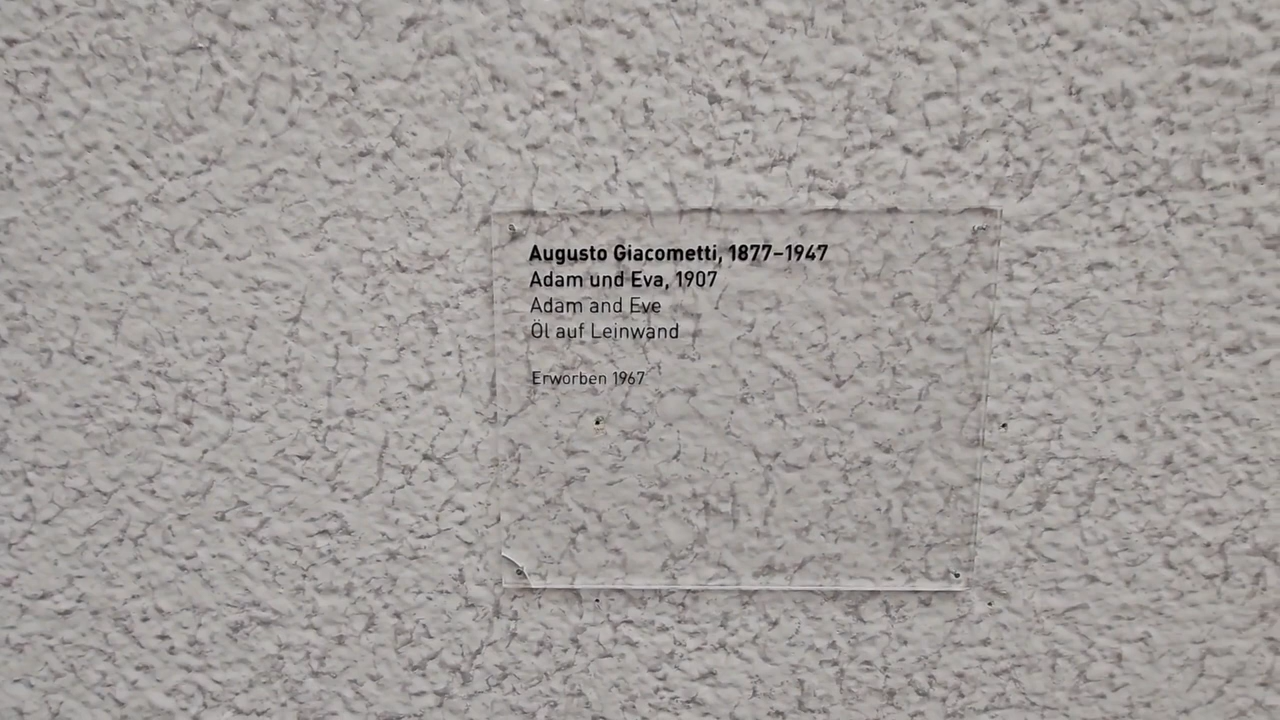 Augusto Giacometti, 1877–1947
Adam und Eva, 1907
Adam and Eve
Öl auf Leinwand
Erworben 1967